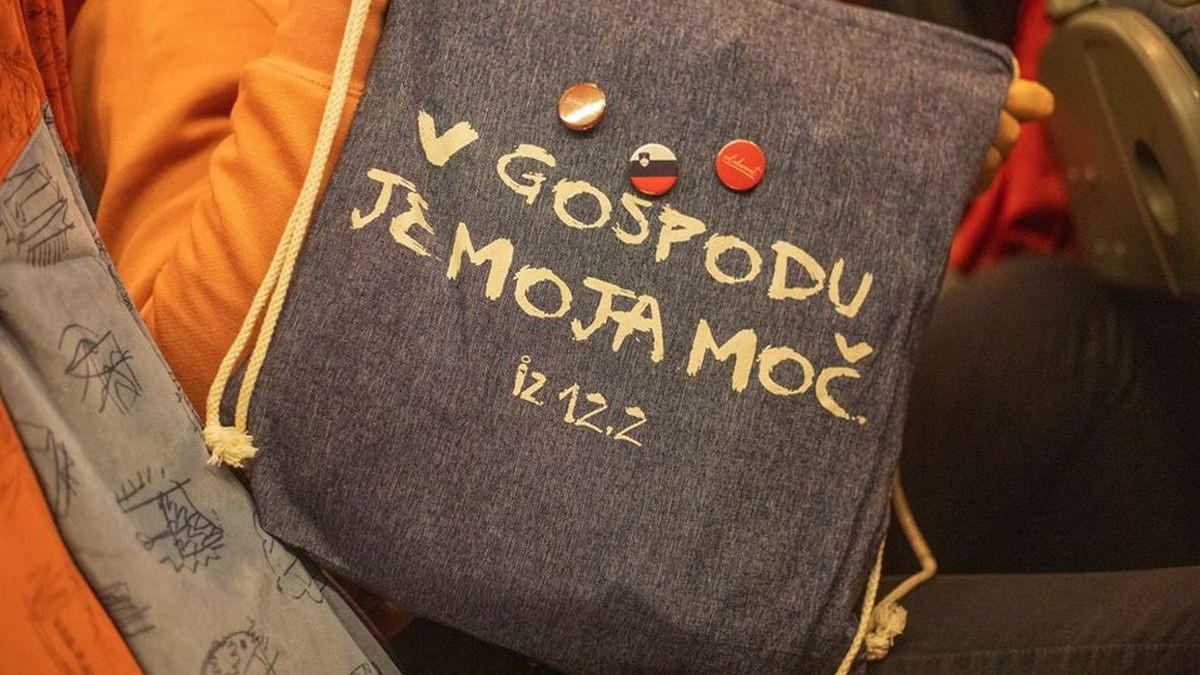 V GOSPODU
JE MOJA MOČ.
iz 12,2